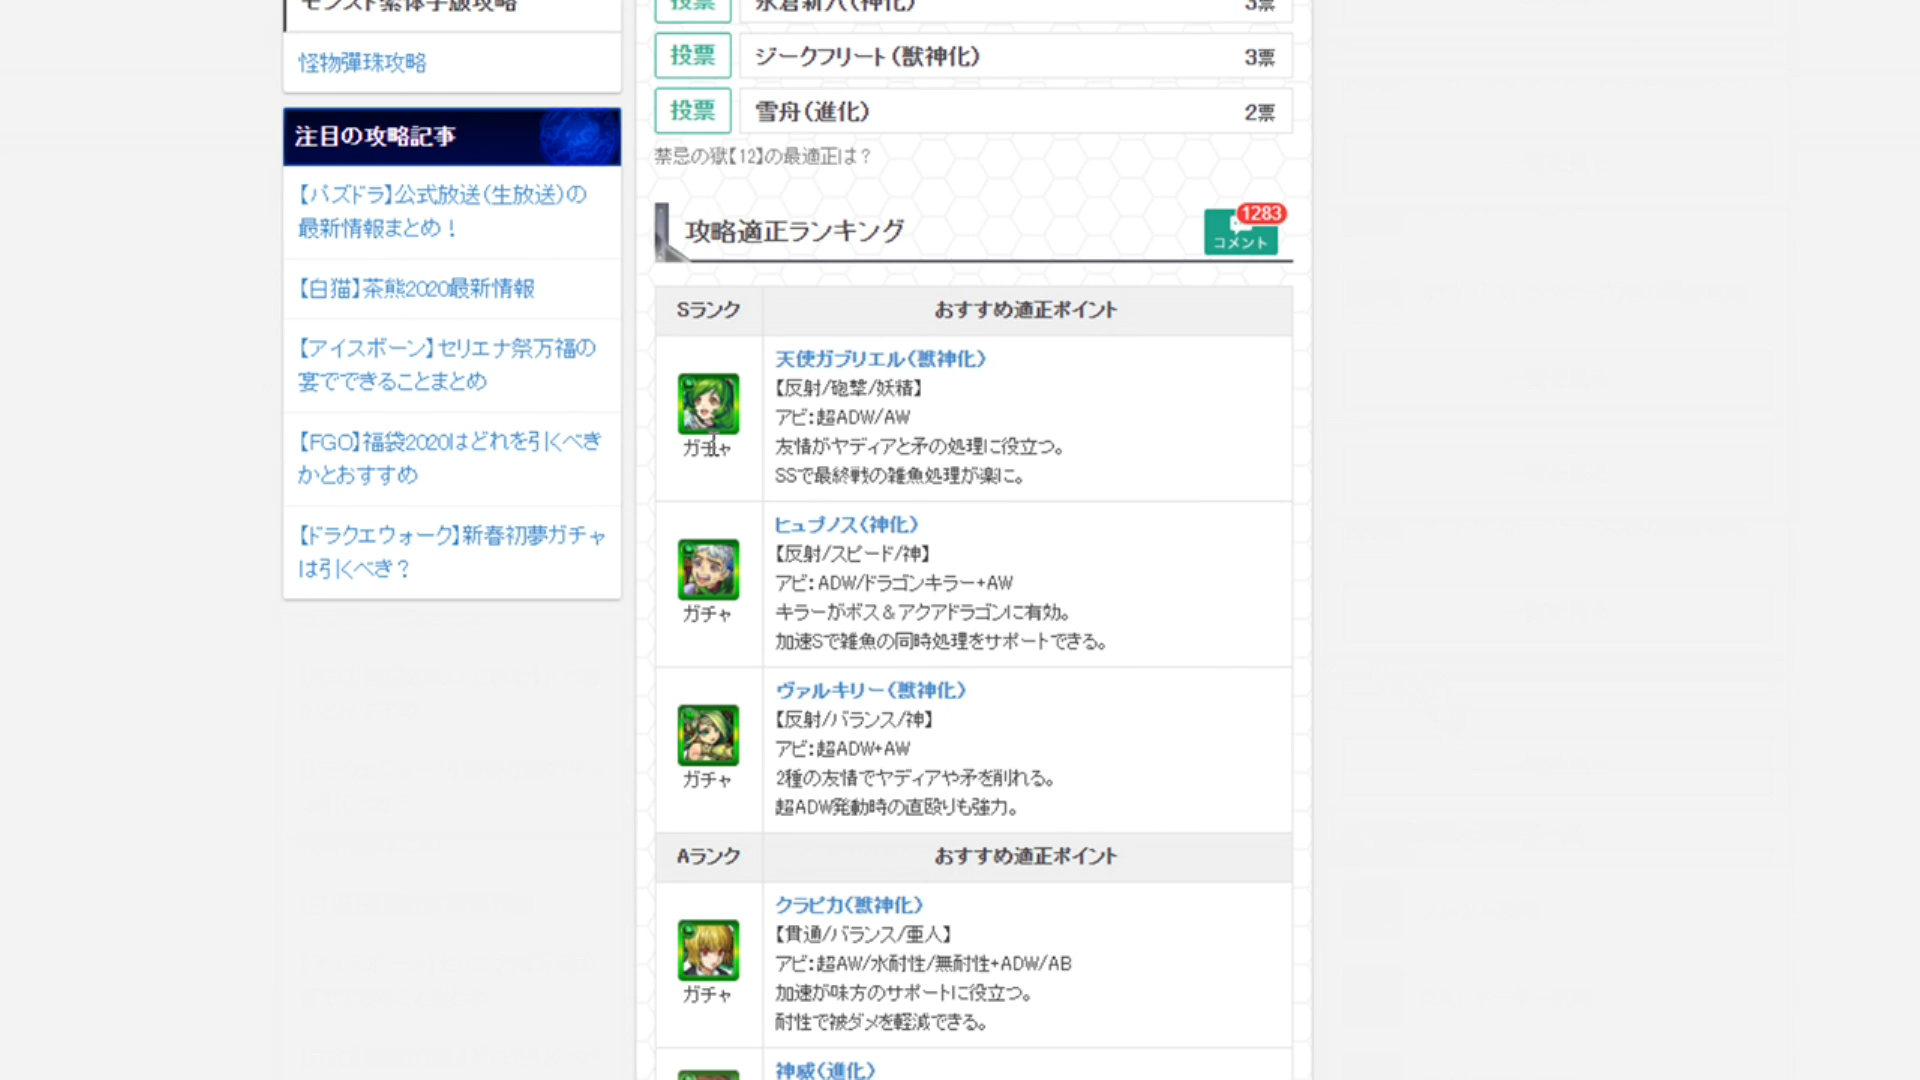 モンスト繁体字版攻略
怪物彈珠攻略
注目の攻略記事
【パズドラ】公式放送(生放送)の
最新情報まとめ！
【白猫】茶熊2020最新情報
【アイスボーン】セリエナ祭万福の
宴でできることまとめ
【FGO】福袋2020はどれを引くべき
かとおすすめ
【ドラクエウォーク】新春初夢ガチャ
は引くべき？
投票 永倉新八(神化) 3票
投票 ジークフリート(獣神化) 3票
投票 雪舟(進化) 2票
禁忌の獄【12】の最適正は？
攻略適正ランキング
1283
コメント
Sランク おすすめ適正ポイント
天使ガブリエル(獣神化)
【反射/砲撃/妖精】
アビ：超ADW/AW
友情がヤディアと矛の処理に役立つ。
SSで最終戦の雑魚処理が楽に。
ガチャ
ヒュプノス(神化)
【反射/スピード/神】
アビ：ADW/ドラゴンキラー+AW
キラーがボス＆アクアドラゴンに有効。
加速Sで雑魚の同時処理をサポートできる。
ガチャ
ヴァルキリー(獣神化)
【反射/バランス/神】
アビ：超ADW+AW
2種の友情でヤディアや矛を削れる。
超ADW発動時の直殴りも強力。
ガチャ
Aランク おすすめ適正ポイント
クラピカ(獣神化)
【貫通/バランス/亜人】
アビ：超AW/水耐性/無耐性+ADW/AB
加速が味方のサポートに役立つ。
耐性で被ダメを軽減できる。
ガチャ
神威(進化)